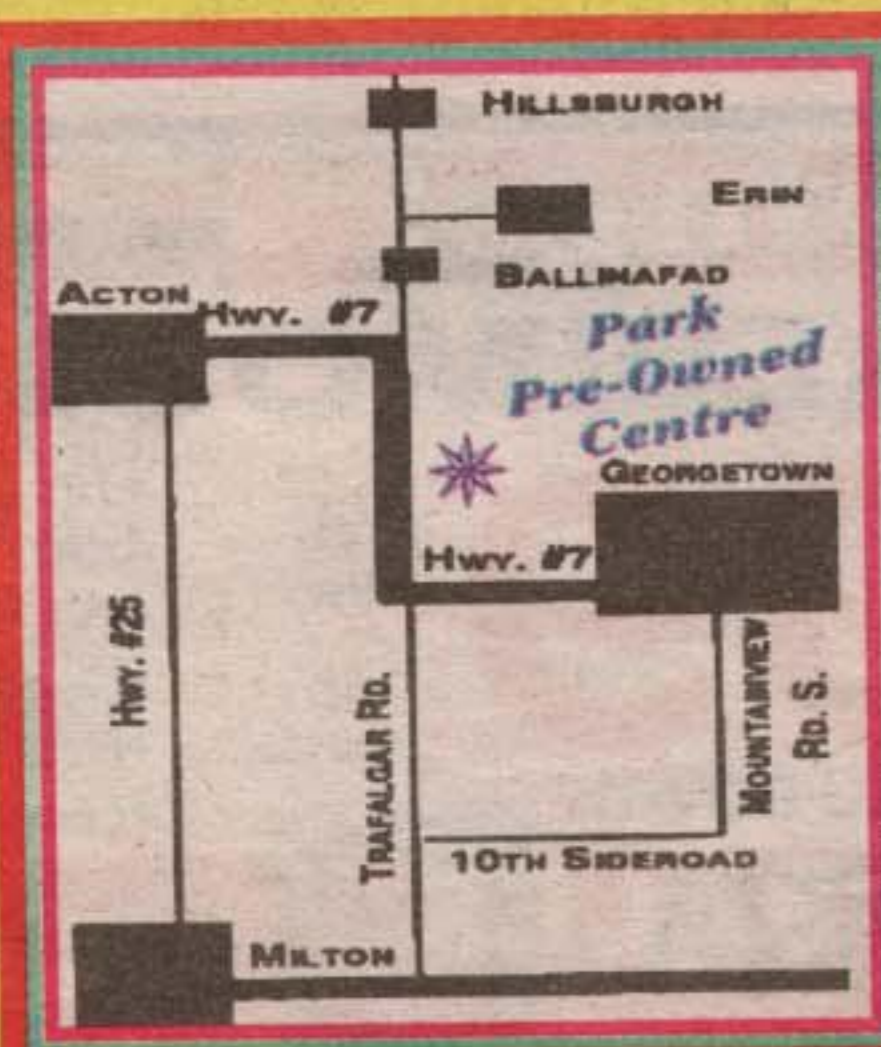 HILLSBURGH
ERIN
BALLINAFAD
ACTON
HWY. #7
Park
Pre-Owned
Centre
GEORGETOWN
HWY. #7
HWY. #25
TRAFALGAR RD.
MOUNTAINVIEW
RD. S.
10TH SIDEROAD
MILTON